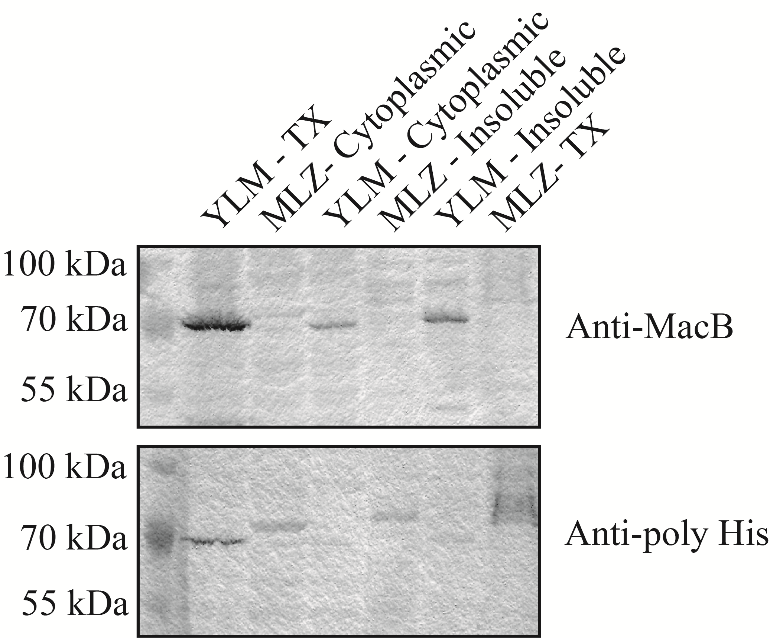 YLM - TX
MLZ- Cytoplasmic
YLM - Cytoplasmic
MLZ - Insoluble
YLM - Insoluble
MLZ- TX
100 kDa
70 kDa
55 kDa
Anti-MacB
100 kDa
70 kDa
55 kDa
Anti-poly His